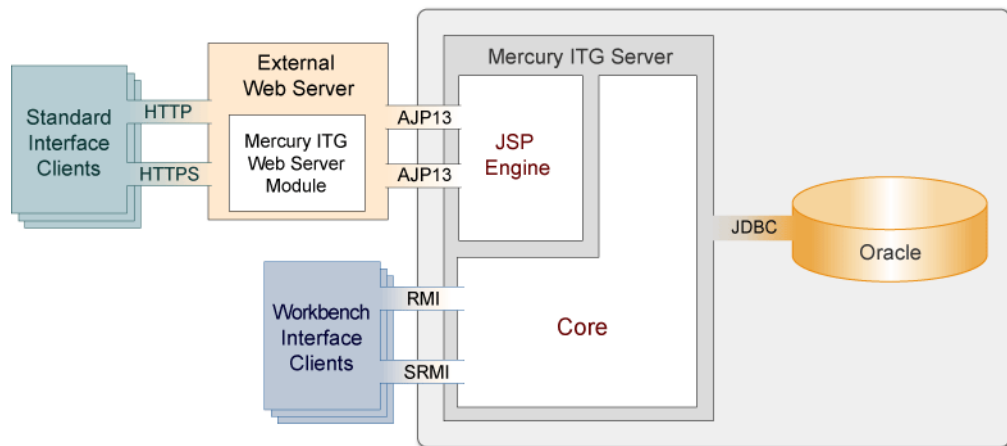 Mercury ITG Server
External
Web Server
HTTP
AJP13
Standard
Interface
Clients
Mercury ITG
Web Server
Module
JSP
Engine
HTTPS
AJP13
JDBC
Oracle
Workbench
Interface
Clients
RMI
Core
SRMI